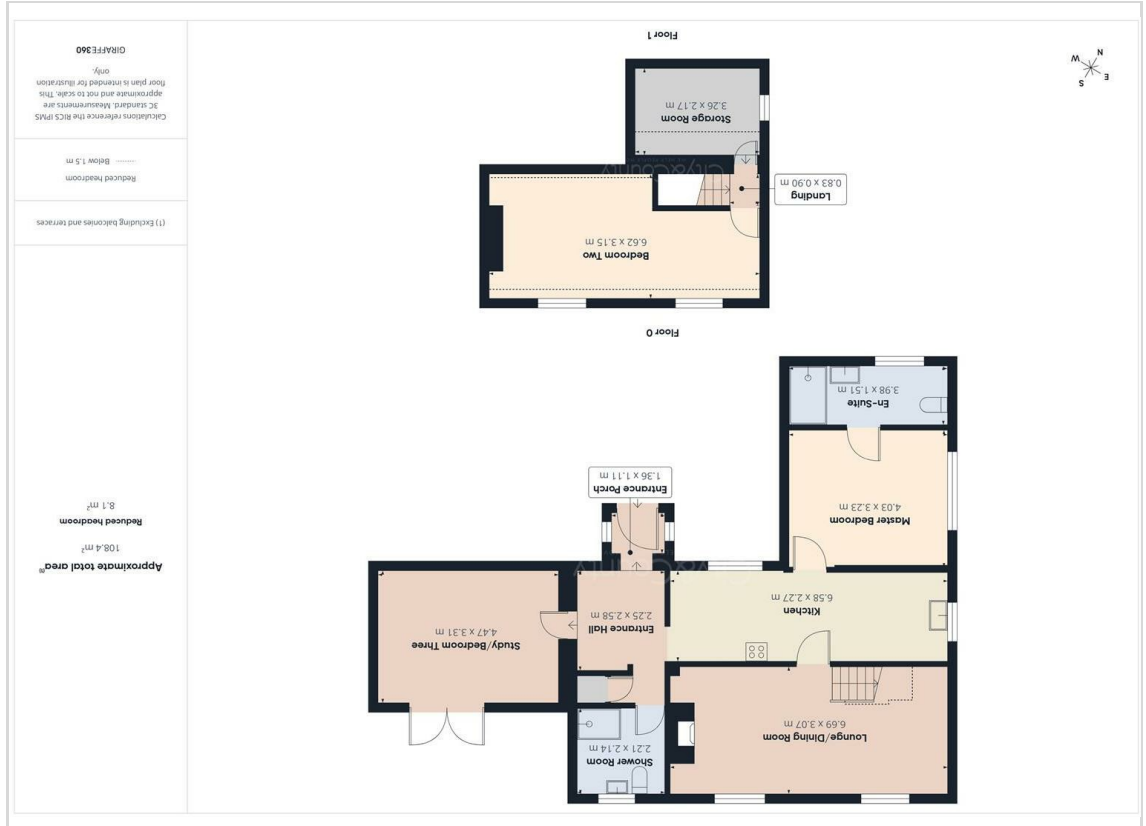 Floor 0
Lounge/Dining Room
6.69 x 3.07 m
Shower Room
2.21 x 2.14 m
Study/Bedroom Three
4.47 x 3.31 m
Kitchen
6.58 x 2.27 m
Entrance Hall
2.25 x 2.58 m
Entrance Porch
1.36 x 1.11 m
Master Bedroom
4.03 x 3.23 m
En-Suite
3.98 x 1.51 m
City&County
Floor 1
Bedroom Two
6.62 x 3.15 m
Landing
0.83 x 0.90 m
Storage Room
3.26 x 2.17 m
City&County
N
E
S
W
Approximate total area(1)
108.4 m²
Reduced headroom
8.1 m²
(1) Excluding balconies and terraces
Reduced headroom
Below 1.5 m
Calculations reference the RICS IPMS
3C standard. Measurements are
approximate and not to scale. This
floor plan is intended for illustration
only.
GIRAFFE360